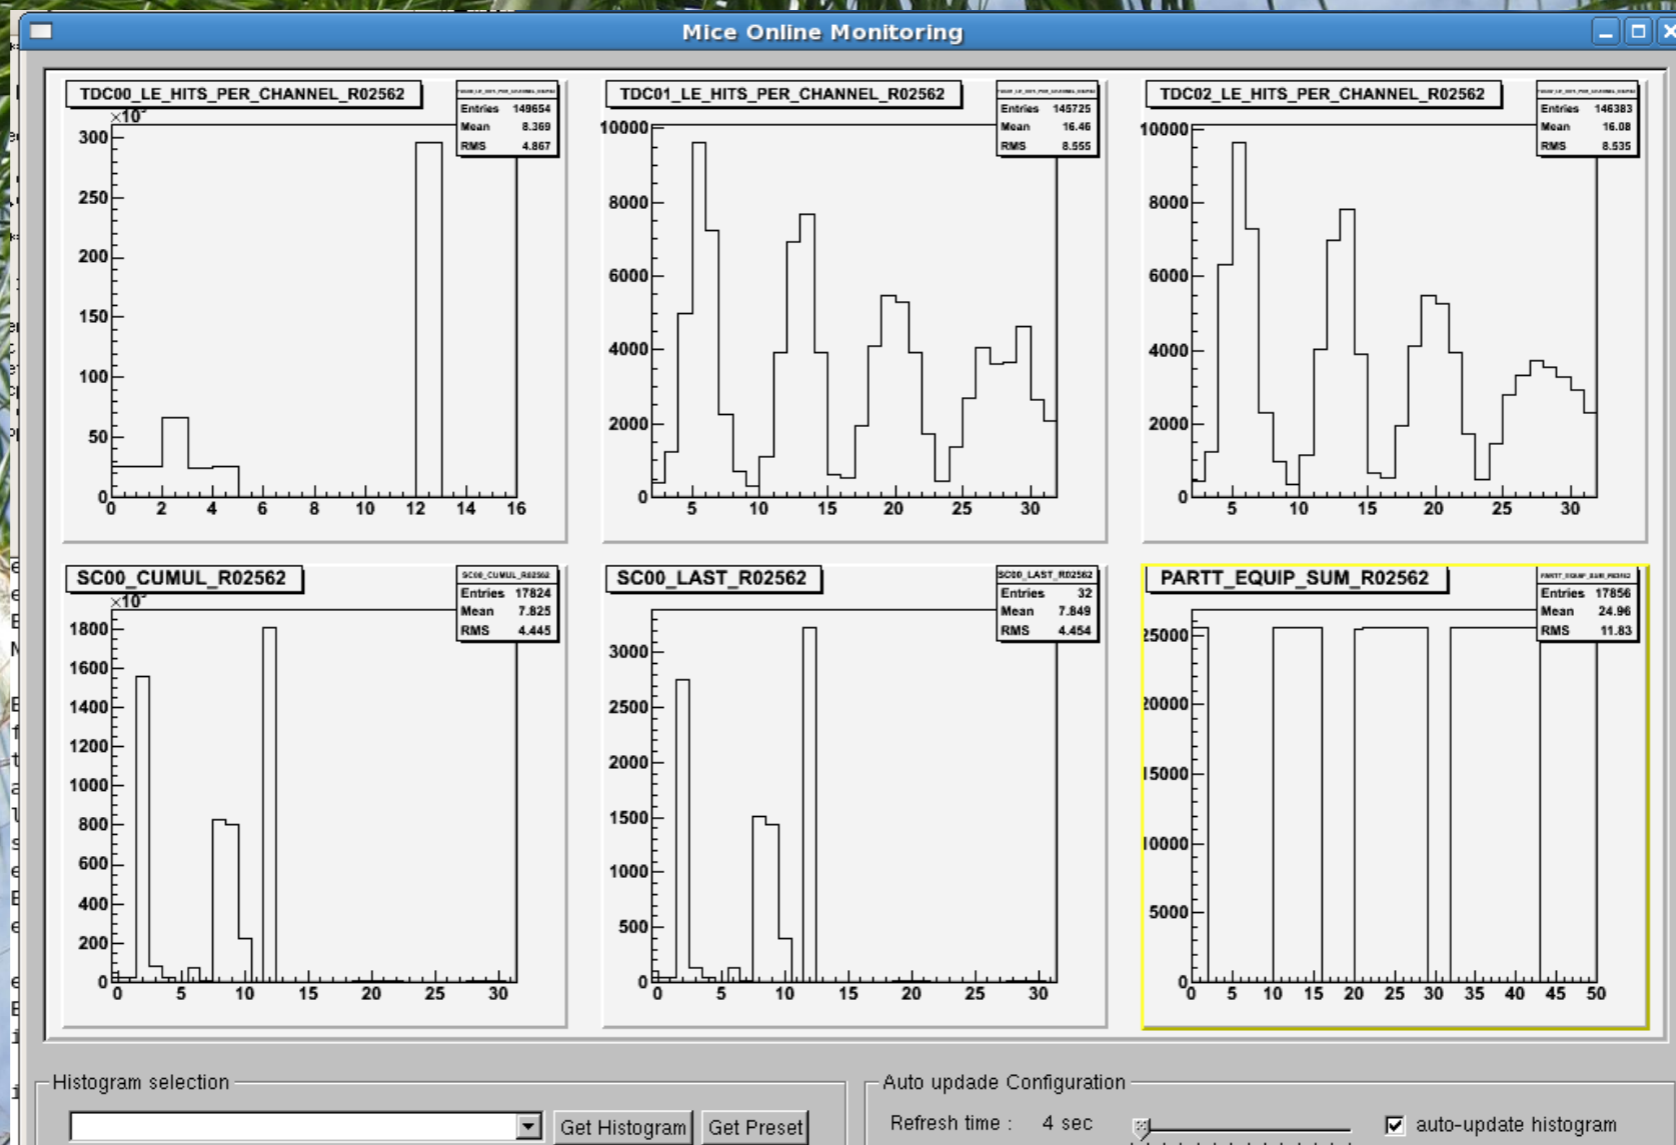 Mice Online Monitoring
TDC00_LE_HITS_PER_CHANNEL_R02562
Entries 149654
Mean 8.369
RMS 4.867
×10³
300
250
200
150
100
50
0
0 2 4 6 8 10 12 14 16
TDC01_LE_HITS_PER_CHANNEL_R02562
Entries 145725
Mean 16.46
RMS 8.555
10000
8000
6000
4000
2000
0
5 10 15 20 25 30
TDC02_LE_HITS_PER_CHANNEL_R02562
Entries 146383
Mean 16.08
RMS 8.535
10000
8000
6000
4000
2000
0
5 10 15 20 25 30
SC00_CUMUL_R02562
SC00_CUMUL_R02562
Entries 17824
Mean 7.825
RMS 4.445
×10³
1800
1600
1400
1200
1000
800
600
400
200
0
0 5 10 15 20 25 30
SC00_LAST_R02562
SC00_LAST_R02562
Entries 32
Mean 7.849
RMS 4.454
3000
2500
2000
1500
1000
500
0
0 5 10 15 20 25 30
PARTT_EQUIP_SUM_R02562
PARTT_EQUIP_SUM_R02562
Entries 17856
Mean 24.96
RMS 11.83
25000
20000
15000
10000
5000
0
0 5 10 15 20 25 30 35 40 45 50
Histogram selection
Get Histogram Get Preset
Auto updade Configuration
Refresh time : 4 sec
auto-update histogram